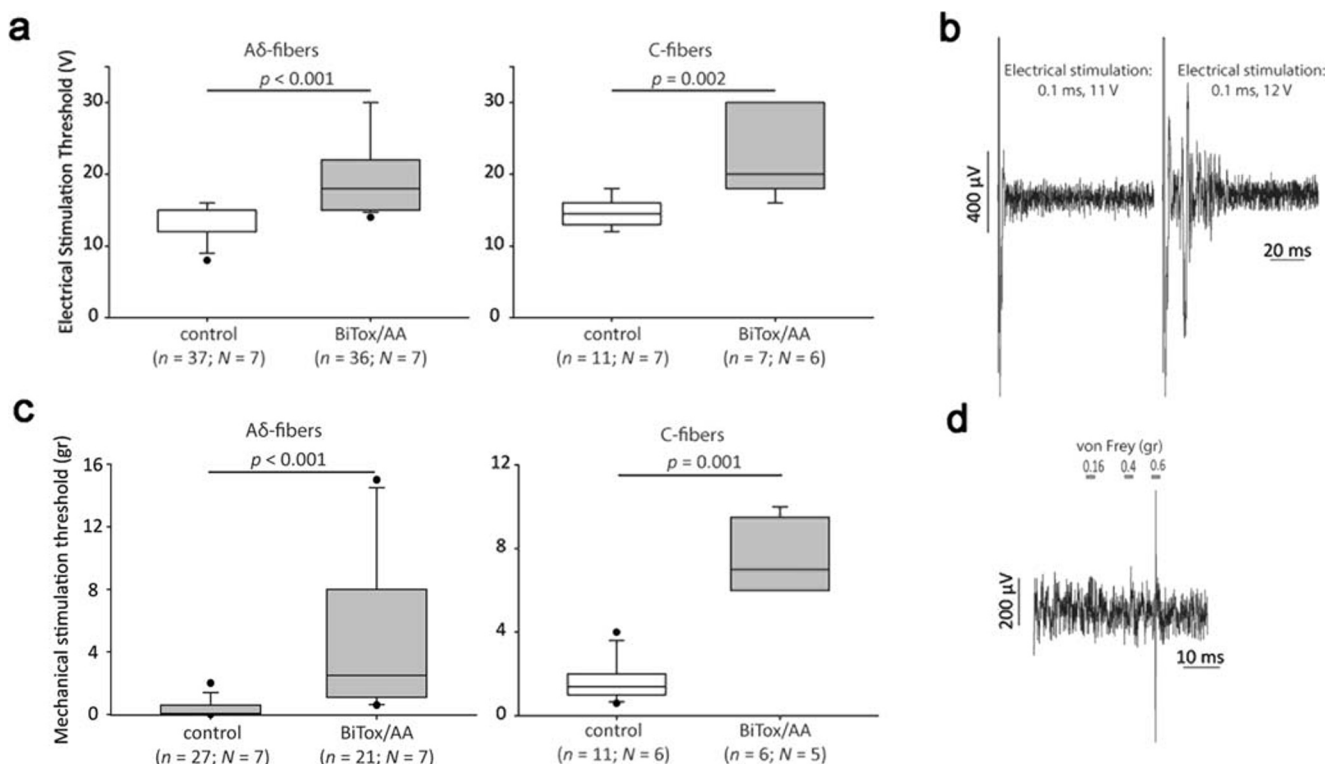 a
Aδ-fibers
p < 0.001
Electrical Stimulation Threshold (V)
30
20
10
0
control
(n = 37; N = 7)
BiTox/AA
(n = 36; N = 7)
C-fibers
p = 0.002
30
20
10
0
control
(n = 11; N = 7)
BiTox/AA
(n = 7; N = 6)
b
Electrical stimulation:
0.1 ms, 11 V
Electrical stimulation:
0.1 ms, 12 V
400 µV
20 ms
c
Aδ-fibers
p < 0.001
Mechanical stimulation threshold (gr)
16
12
8
4
0
control
(n = 27; N = 7)
BiTox/AA
(n = 21; N = 7)
C-fibers
p = 0.001
12
8
4
0
control
(n = 11; N = 6)
BiTox/AA
(n = 6; N = 5)
d
von Frey (gr)
0.16 0.4 0.6
200 µV
10 ms